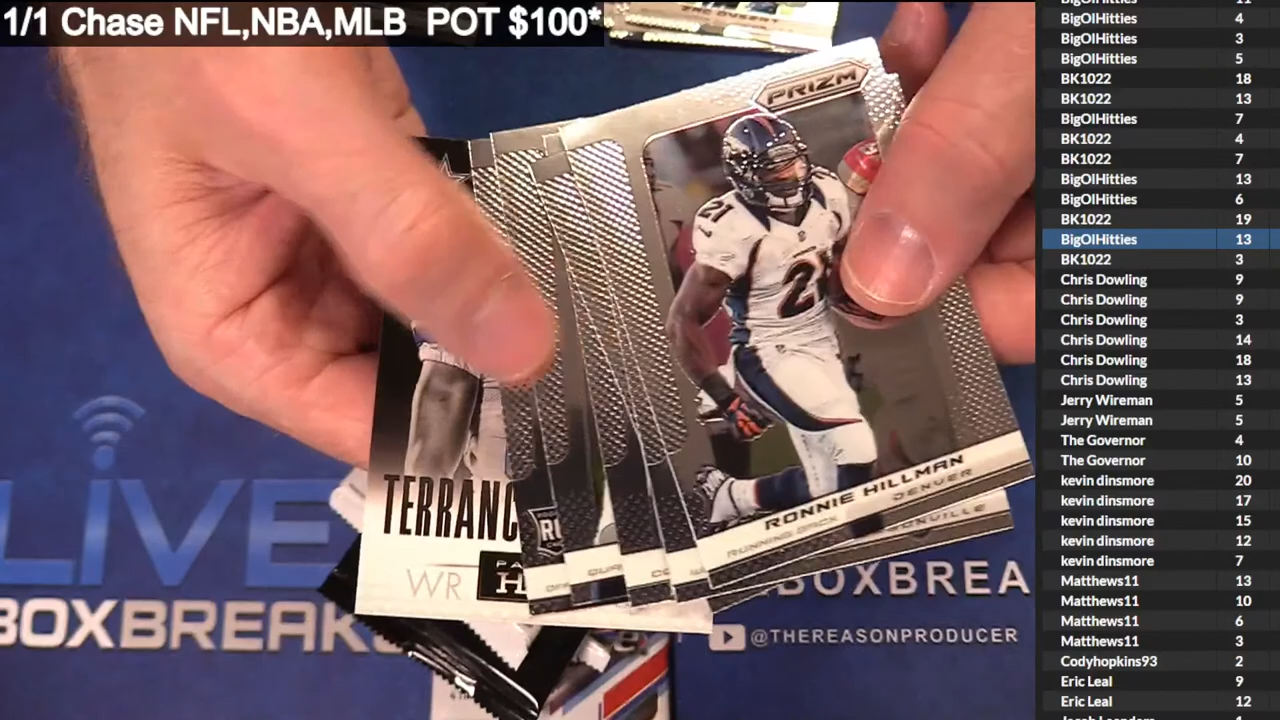 1/1 Chase NFL,NBA,MLB POT $100*
PRIZM
21
RONNIE HILLMAN
DENVER
RUNNING BACK
TERRANC
WR
LIVE
BOXBREAK
BOXBREA
@THEREASONPRODUCER
BigOlHitties 4
BigOlHitties 3
BigOlHitties 5
BK1022 18
BK1022 13
BigOlHitties 7
BK1022 4
BK1022 7
BigOlHitties 13
BigOlHitties 6
BK1022 19
BigOlHitties 13
BK1022 3
Chris Dowling 9
Chris Dowling 9
Chris Dowling 3
Chris Dowling 14
Chris Dowling 18
Chris Dowling 13
Jerry Wireman 5
Jerry Wireman 5
The Governor 4
The Governor 10
kevin dinsmore 20
kevin dinsmore 17
kevin dinsmore 15
kevin dinsmore 12
kevin dinsmore 7
Matthews11 13
Matthews11 10
Matthews11 6
Matthews11 3
Codyhopkins93 2
Eric Leal 9
Eric Leal 12